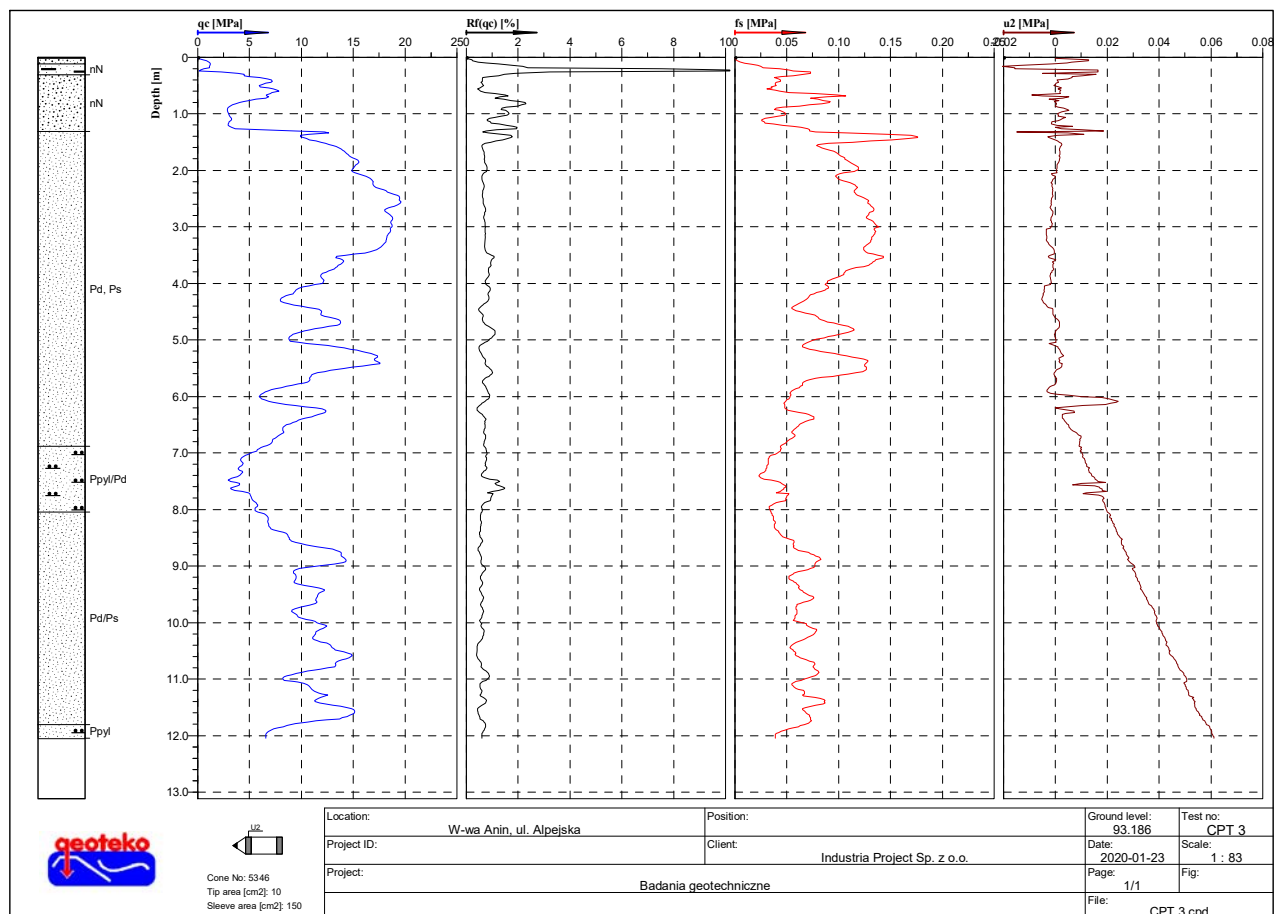 qc [MPa] Rf(qc) [%] fs [MPa] u2 [MPa]
0 5 10 15 20 25
0 2 4 6 8 10
0 0.05 0.10 0.15 0.20
-0.02 0 0.02 0.04 0.06 0.08
Depth [m]
0
1.0
2.0
3.0
4.0
5.0
6.0
7.0
8.0
9.0
10.0
11.0
12.0
13.0
nN
nN
Pd, Ps
Ppyl/Pd
Pd/Ps
Ppyl
geoteko
U2
Cone No: 5346
Tip area [cm2]: 10
Sleeve area [cm2]: 150
Location:
W-wa Anin, ul. Alpejska
Position:
Ground level:
93.186
Test no:
CPT 3
Project ID:
Client:
Industria Project Sp. z o.o.
Date:
2020-01-23
Scale:
1 : 83
Project:
Badania geotechniczne
Page:
1/1
Fig:
File:
CPT 3.cpd